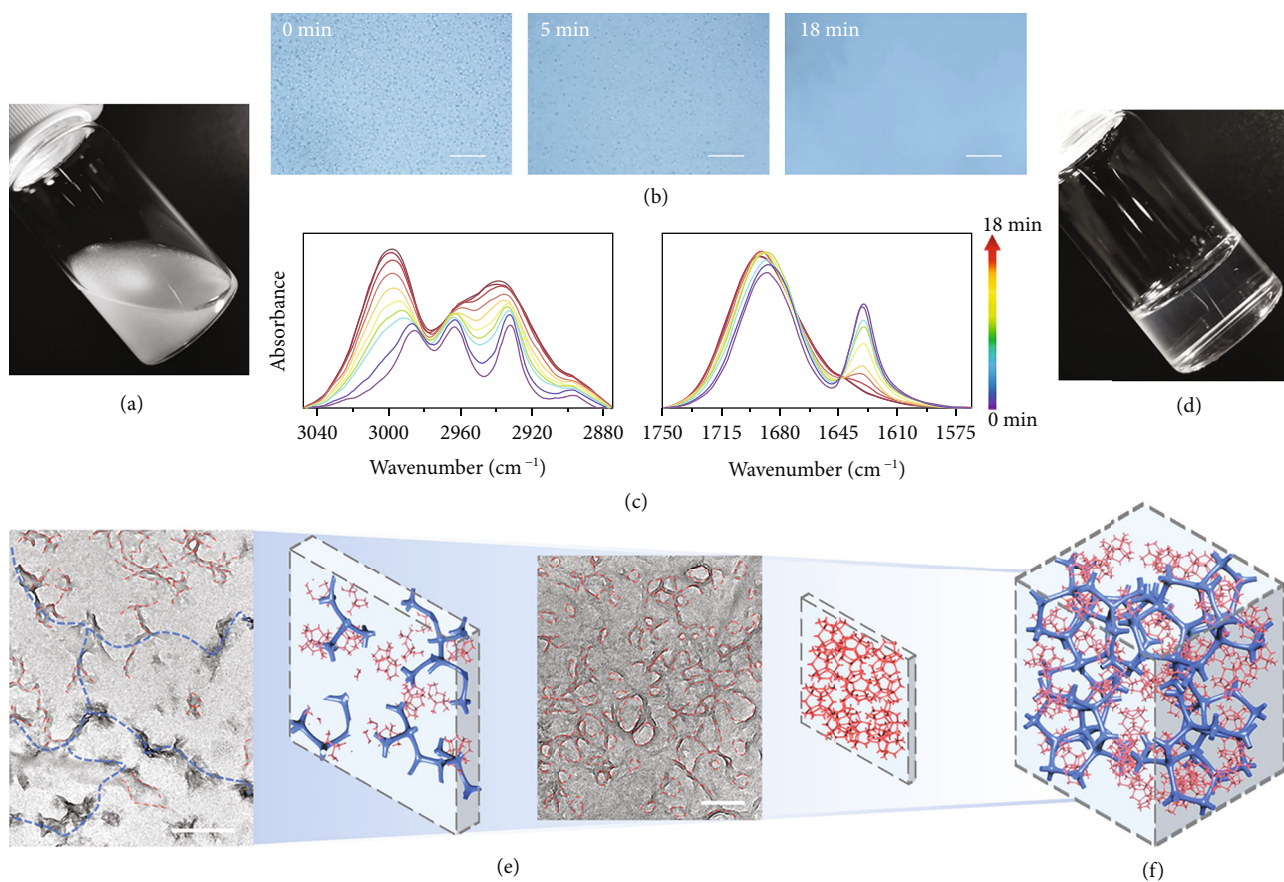 0 min
5 min
18 min
(b)
(a)
(d)
Absorbance
3040 3000 2960 2920 2880
Wavenumber (cm⁻¹)
1750 1715 1680 1645 1610 1575
Wavenumber (cm⁻¹)
18 min
0 min
(c)
(e)
(f)